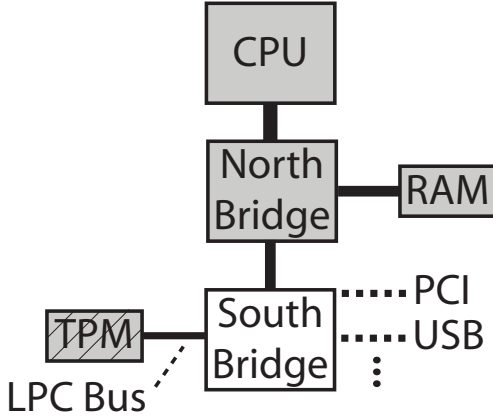 CPU
North
Bridge
RAM
South
Bridge
PCI
USB
TPM
LPC Bus